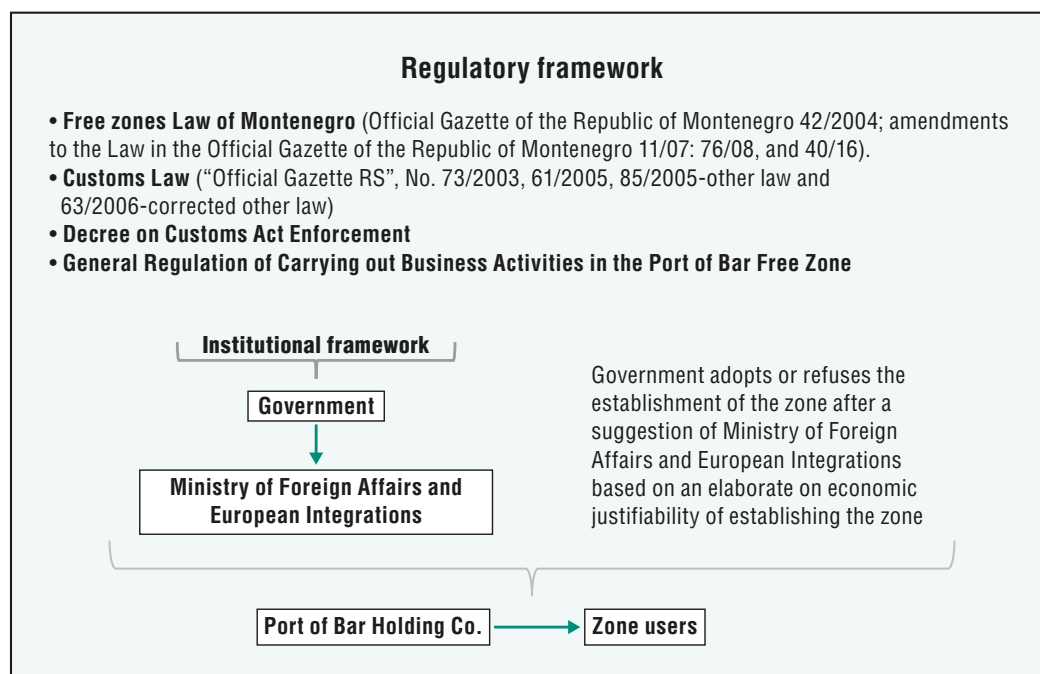 Regulatory framework
• Free zones Law of Montenegro (Official Gazette of the Republic of Montenegro 42/2004; amendments
to the Law in the Official Gazette of the Republic of Montenegro 11/07: 76/08, and 40/16).
• Customs Law (“Official Gazette RS”, No. 73/2003, 61/2005, 85/2005-other law and
63/2006-corrected other law)
• Decree on Customs Act Enforcement
• General Regulation of Carrying out Business Activities in the Port of Bar Free Zone
Institutional framework
Government
Ministry of Foreign Affairs and
European Integrations
Government adopts or refuses the
establishment of the zone after a
suggestion of Ministry of Foreign
Affairs and European Integrations
based on an elaborate on economic
justifiability of establishing the zone
Port of Bar Holding Co.
Zone users